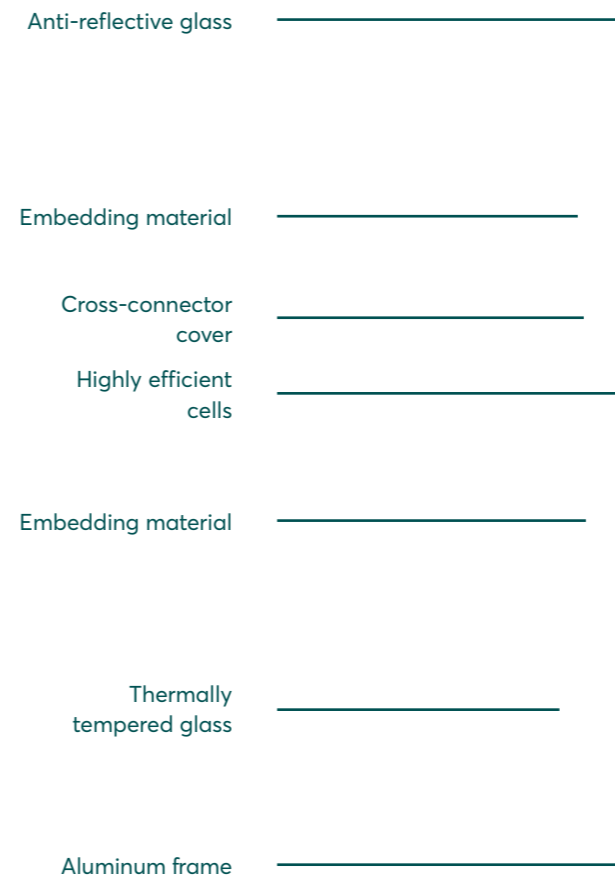 Anti-reflective glass
Embedding material
Cross-connector
cover
Highly efficient
cells
Embedding material
Thermally
tempered glass
Aluminum frame